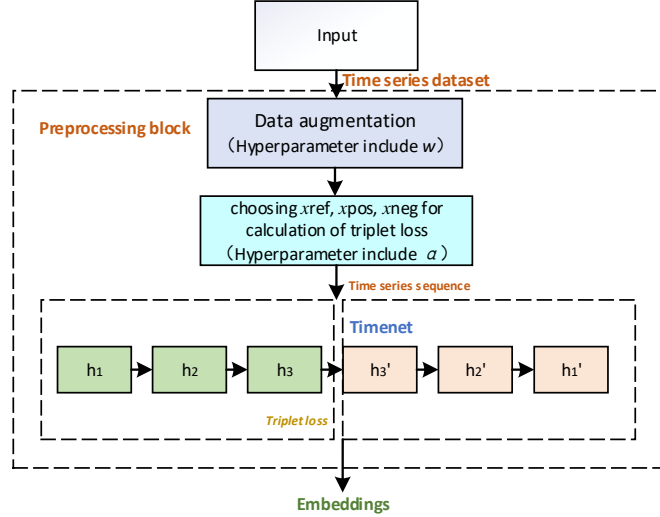 Input
Time series dataset
Preprocessing block
Data augmentation
（Hyperparameter include w）
choosing xref, xpos, xneg for
calculation of triplet loss
（Hyperparameter include α）
Time series sequence
Timenet
h1
h2
h3
h3'
h2'
h1'
Triplet loss
Embeddings